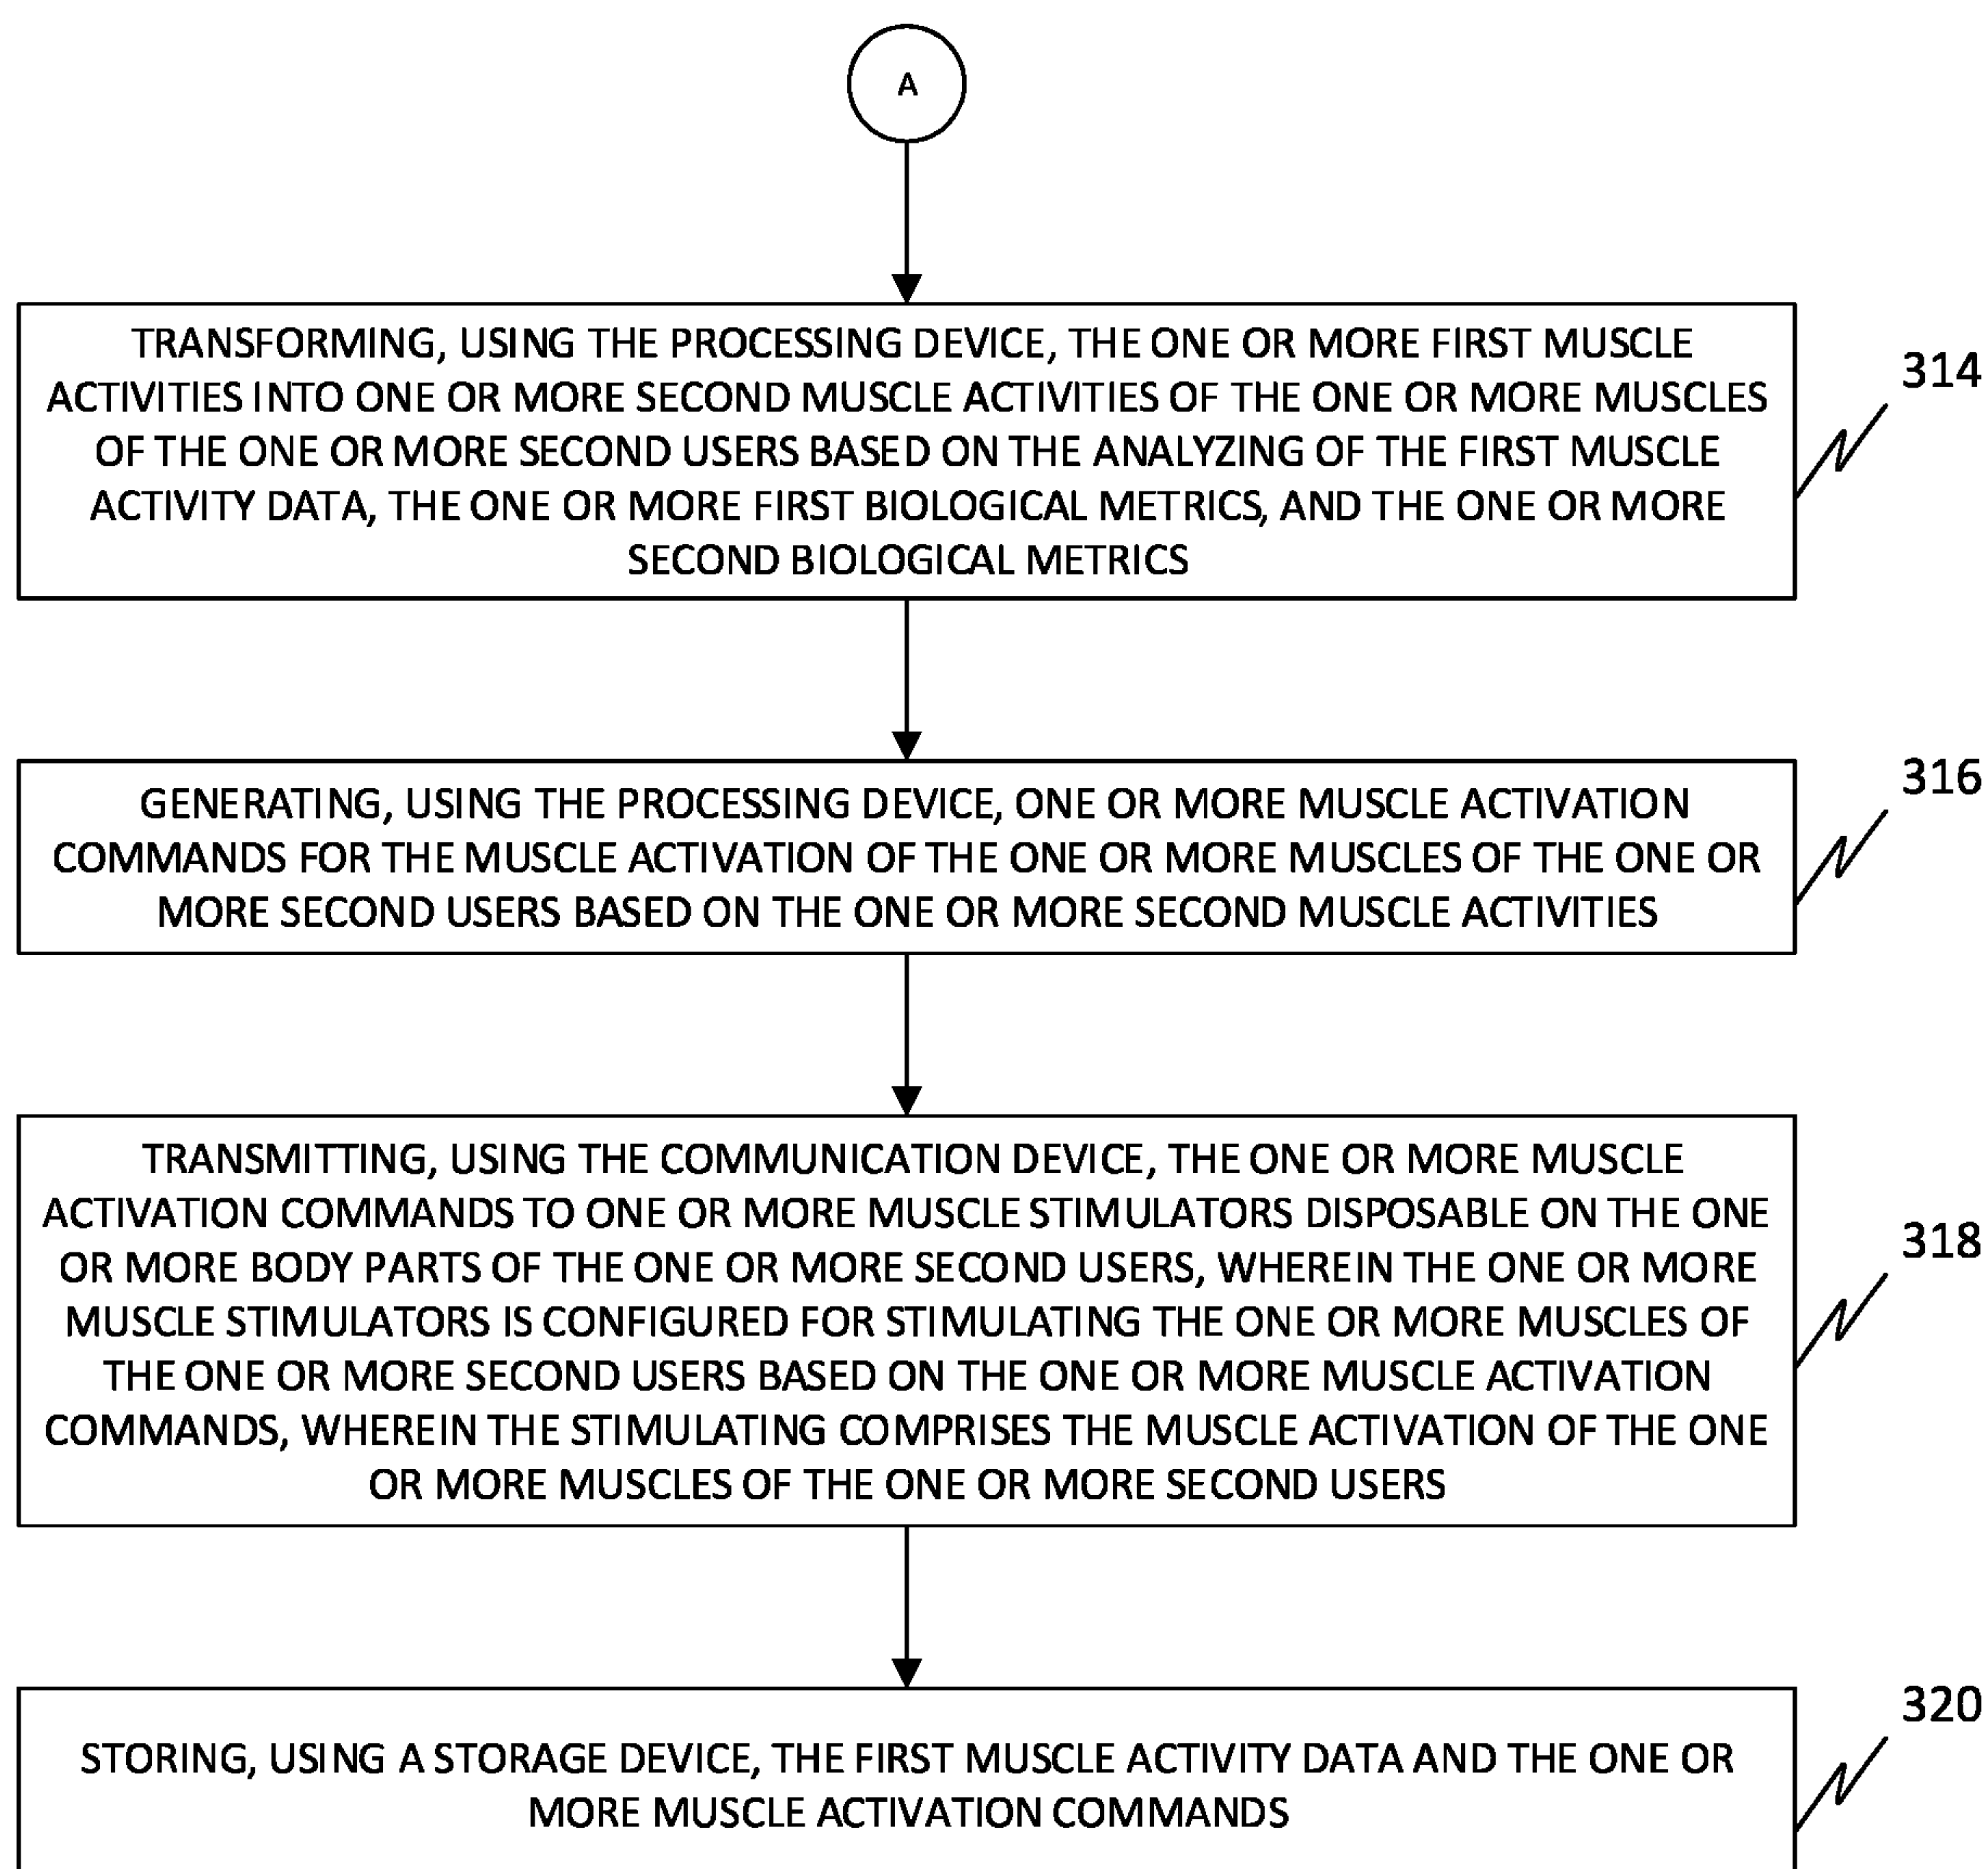 A
TRANSFORMING, USING THE PROCESSING DEVICE, THE ONE OR MORE FIRST MUSCLE
ACTIVITIES INTO ONE OR MORE SECOND MUSCLE ACTIVITIES OF THE ONE OR MORE MUSCLES
OF THE ONE OR MORE SECOND USERS BASED ON THE ANALYZING OF THE FIRST MUSCLE
ACTIVITY DATA, THE ONE OR MORE FIRST BIOLOGICAL METRICS, AND THE ONE OR MORE
SECOND BIOLOGICAL METRICS
314
GENERATING, USING THE PROCESSING DEVICE, ONE OR MORE MUSCLE ACTIVATION
COMMANDS FOR THE MUSCLE ACTIVATION OF THE ONE OR MORE MUSCLES OF THE ONE OR
MORE SECOND USERS BASED ON THE ONE OR MORE SECOND MUSCLE ACTIVITIES
316
TRANSMITTING, USING THE COMMUNICATION DEVICE, THE ONE OR MORE MUSCLE
ACTIVATION COMMANDS TO ONE OR MORE MUSCLE STIMULATORS DISPOSABLE ON THE ONE
OR MORE BODY PARTS OF THE ONE OR MORE SECOND USERS, WHEREIN THE ONE OR MORE
MUSCLE STIMULATORS IS CONFIGURED FOR STIMULATING THE ONE OR MORE MUSCLES OF
THE ONE OR MORE SECOND USERS BASED ON THE ONE OR MORE MUSCLE ACTIVATION
COMMANDS, WHEREIN THE STIMULATING COMPRISES THE MUSCLE ACTIVATION OF THE ONE
OR MORE MUSCLES OF THE ONE OR MORE SECOND USERS
318
STORING, USING A STORAGE DEVICE, THE FIRST MUSCLE ACTIVITY DATA AND THE ONE OR
MORE MUSCLE ACTIVATION COMMANDS
320